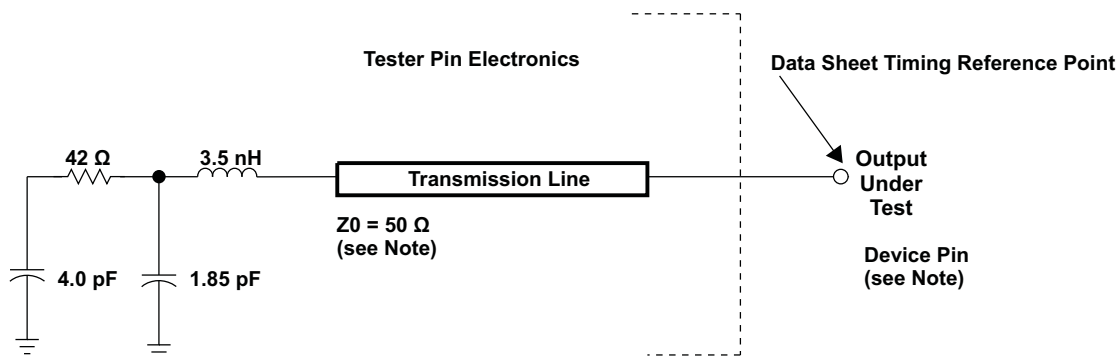 Tester Pin Electronics
Data Sheet Timing Reference Point
42 Ω
3.5 nH
Transmission Line
Output
Under
Test
Z0 = 50 Ω
(see Note)
Device Pin
(see Note)
4.0 pF
1.85 pF